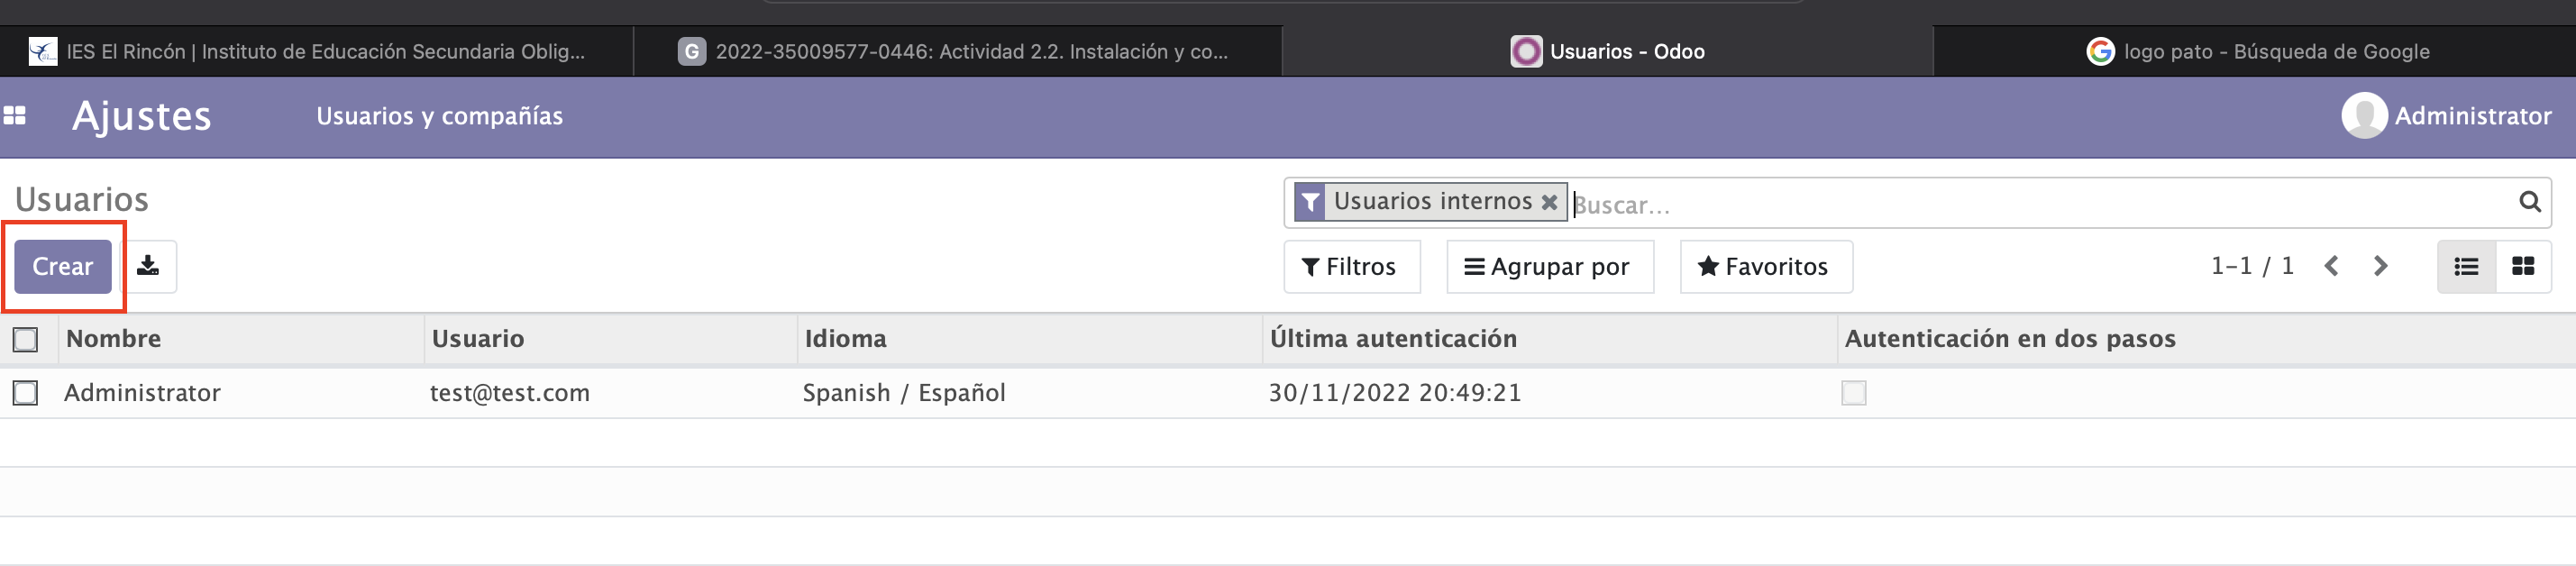 IES El Rincón | Instituto de Educación Secundaria Oblig...
G 2022-35009577-0446: Actividad 2.2. Instalación y co...
Usuarios - Odoo
logo pato - Búsqueda de Google
Ajustes Usuarios y compañías Administrator
Usuarios
Usuarios internos Buscar...
Crear
Filtros Agrupar por Favoritos 1-1 / 1
Nombre Usuario Idioma Última autenticación Autenticación en dos pasos
Administrator test@test.com Spanish / Español 30/11/2022 20:49:21